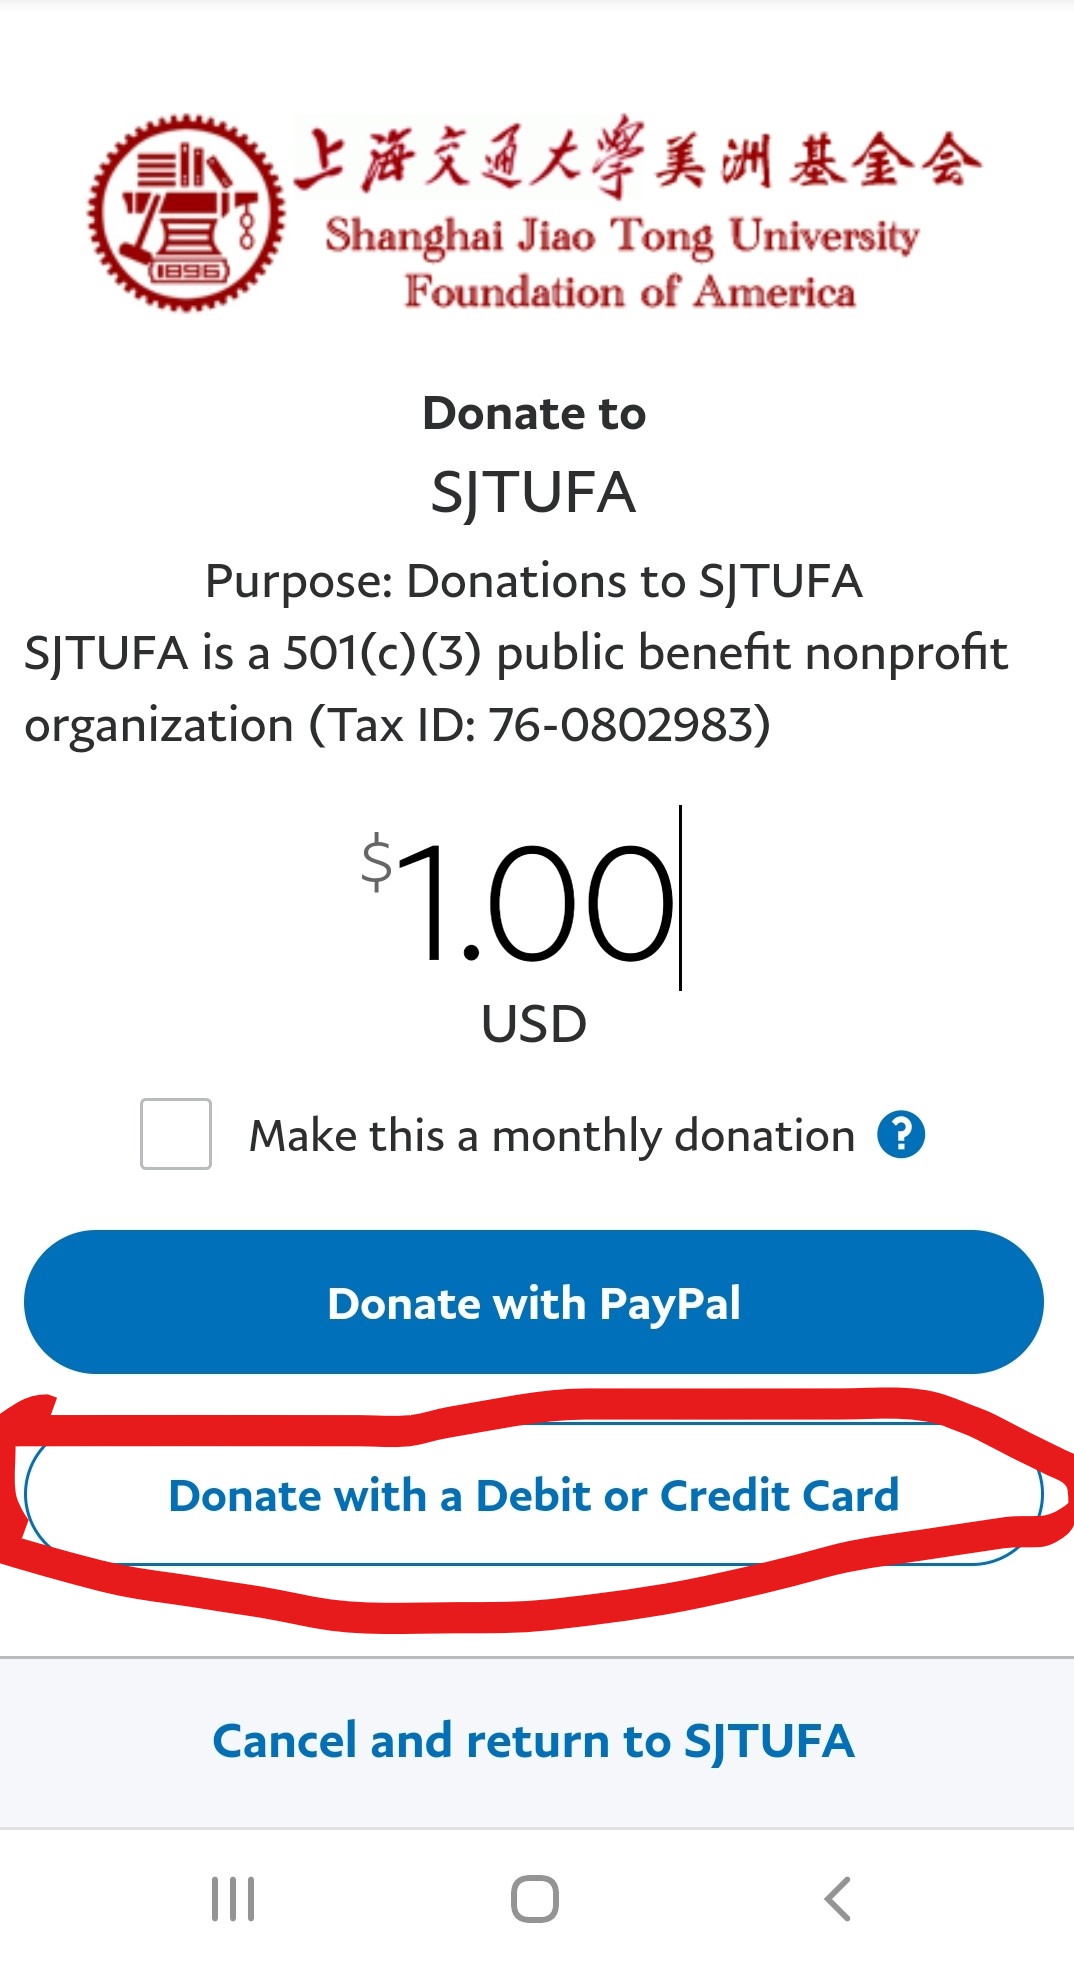 上海交通大学美洲基金会
Shanghai Jiao Tong University
Foundation of America
1896
Donate to
SJTUFA
Purpose: Donations to SJTUFA
SJTUFA is a 501(c)(3) public benefit nonprofit
organization (Tax ID: 76-0802983)
$1.00
USD
Make this a monthly donation ?
Donate with PayPal
Donate with a Debit or Credit Card
Cancel and return to SJTUFA